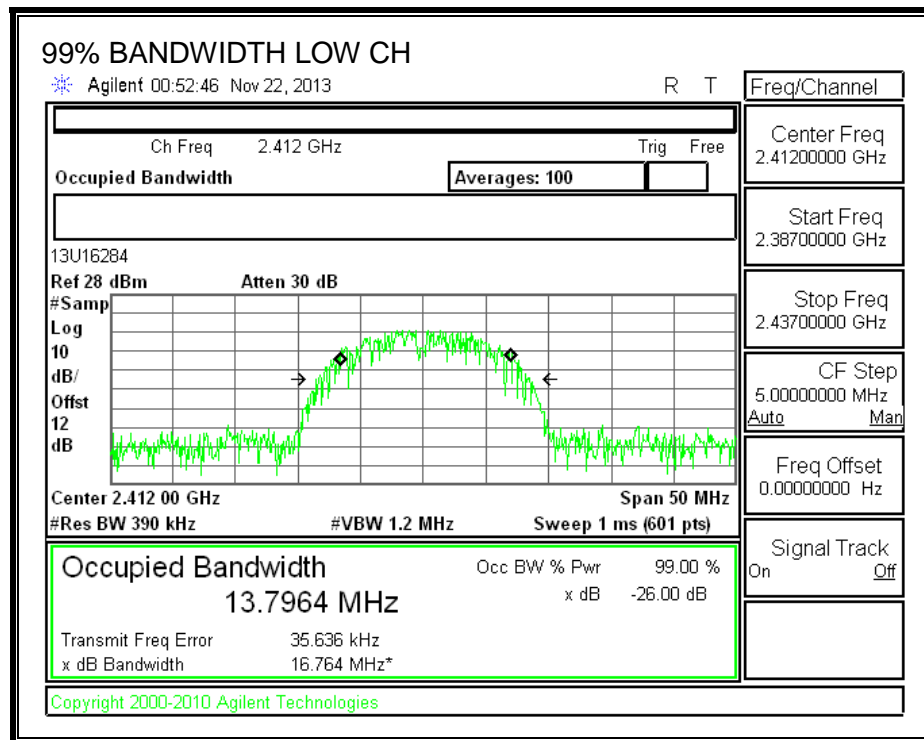 99% BANDWIDTH LOW CH
Agilent 00:52:46 Nov 22, 2013 R T
Freq/Channel
Ch Freq 2.412 GHz Trig Free
Occupied Bandwidth Averages: 100
13U16284
Ref 28 dBm Atten 30 dB
#Samp
Log
10
dB/
Offst
12
dB
Center 2.412 00 GHz Span 50 MHz
#Res BW 390 kHz #VBW 1.2 MHz Sweep 1 ms (601 pts)
Occupied Bandwidth
13.7964 MHz
Occ BW % Pwr 99.00 %
x dB -26.00 dB
Transmit Freq Error 35.636 kHz
x dB Bandwidth 16.764 MHz*
Copyright 2000-2010 Agilent Technologies
Center Freq
2.41200000 GHz
Start Freq
2.38700000 GHz
Stop Freq
2.43700000 GHz
CF Step
5.00000000 MHz
Auto Man
Freq Offset
0.00000000 Hz
Signal Track
On Off